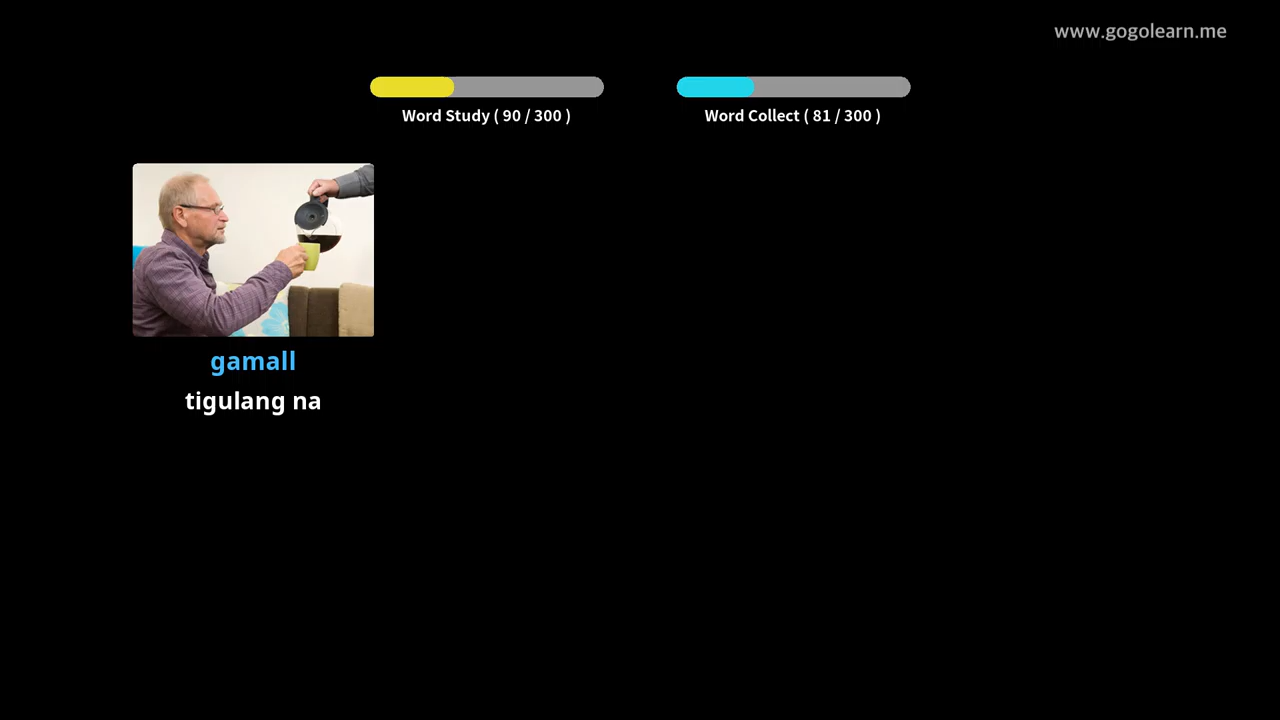 www.gogolearn.me
Word Study ( 90 / 300 )
Word Collect ( 81 / 300 )
gamall
tigulang na